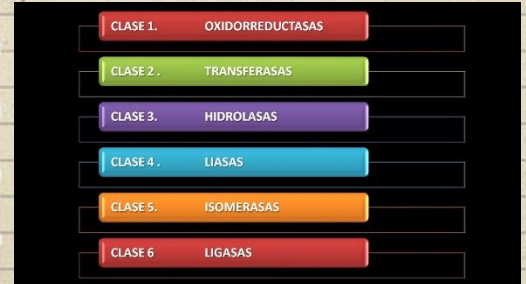 CLASE 1. OXIDORREDUCTASAS
CLASE 2 . TRANSFERASAS
CLASE 3. HIDROLASAS
CLASE 4 . LIASAS
CLASE 5. ISOMERASAS
CLASE 6 LIGASAS